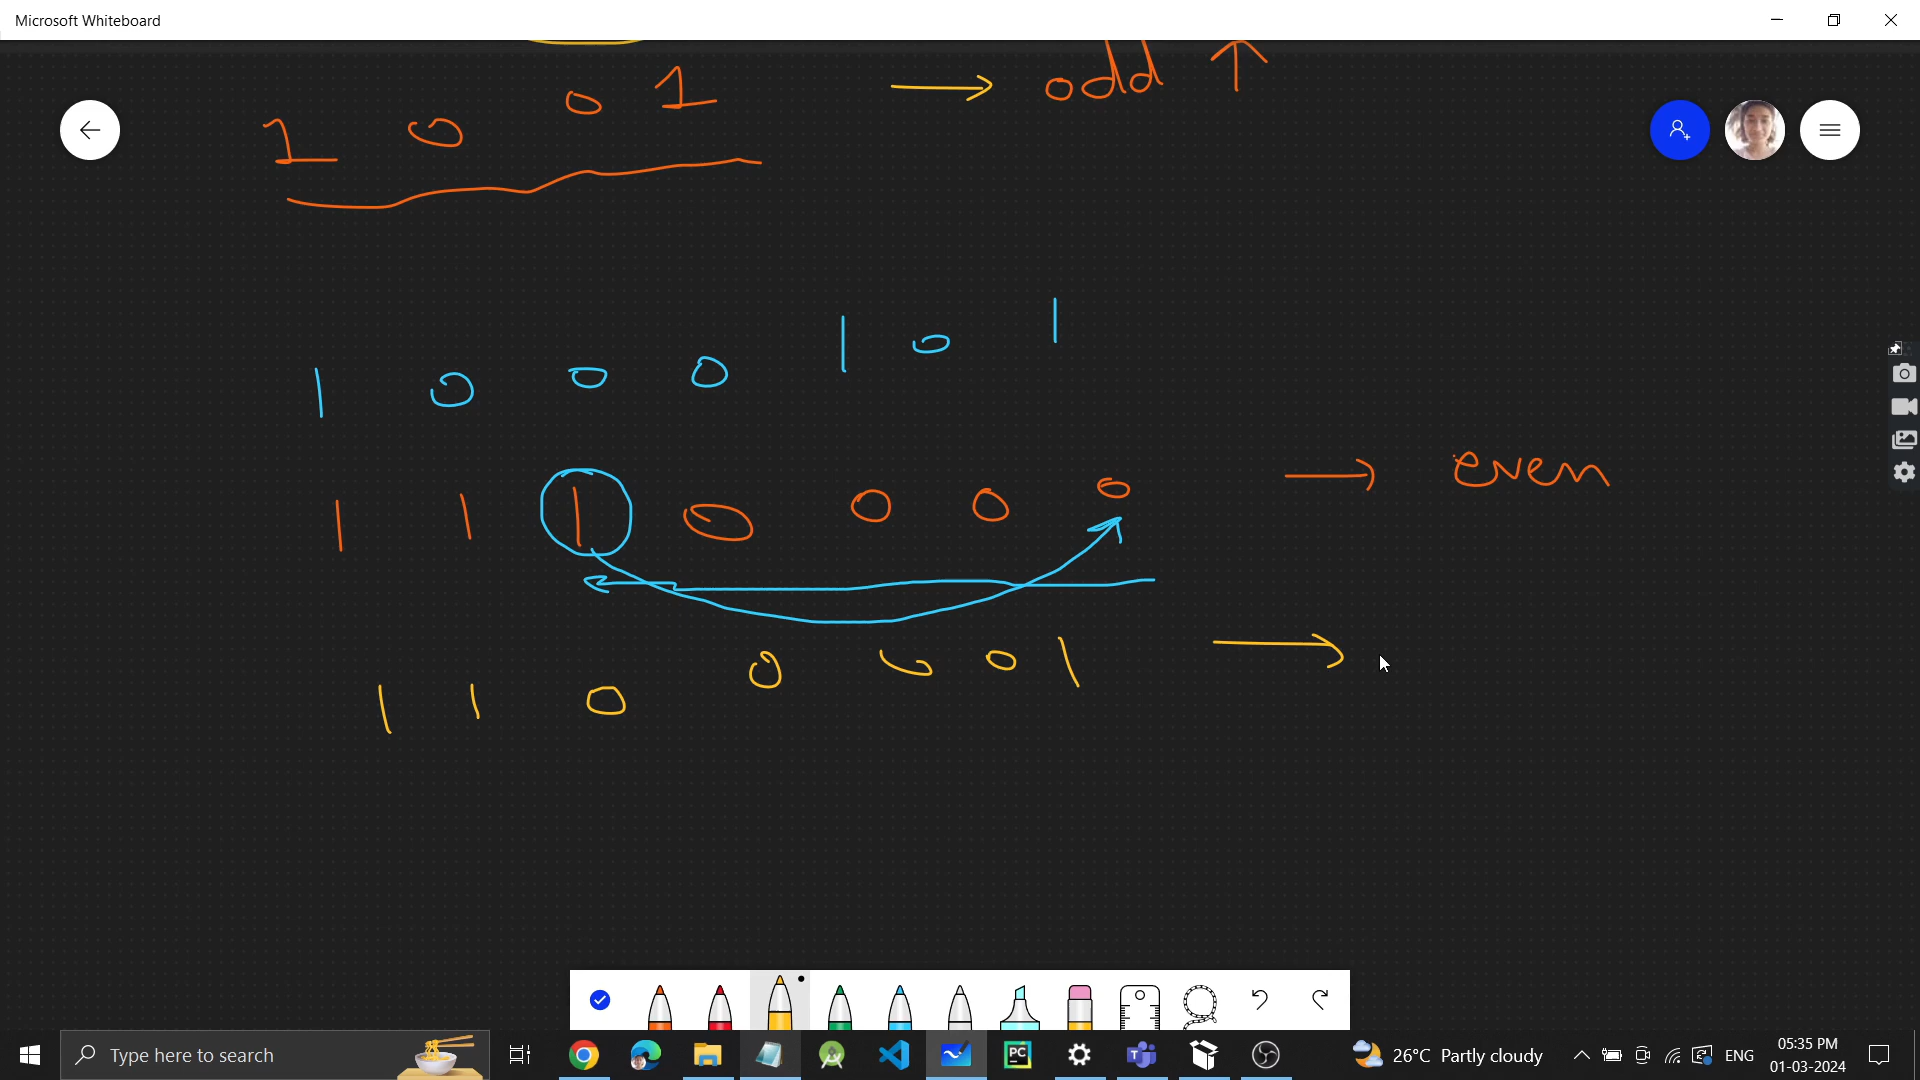 Microsoft Whiteboard
1 0 0 1 → odd ↑
1 0 0 0 1 0 1
1 1 1 0 0 0 0 → even
1 1 0 0 0 0 1 →
PC
Type here to search
26°C Partly cloudy
ENG
05:35 PM
01-03-2024